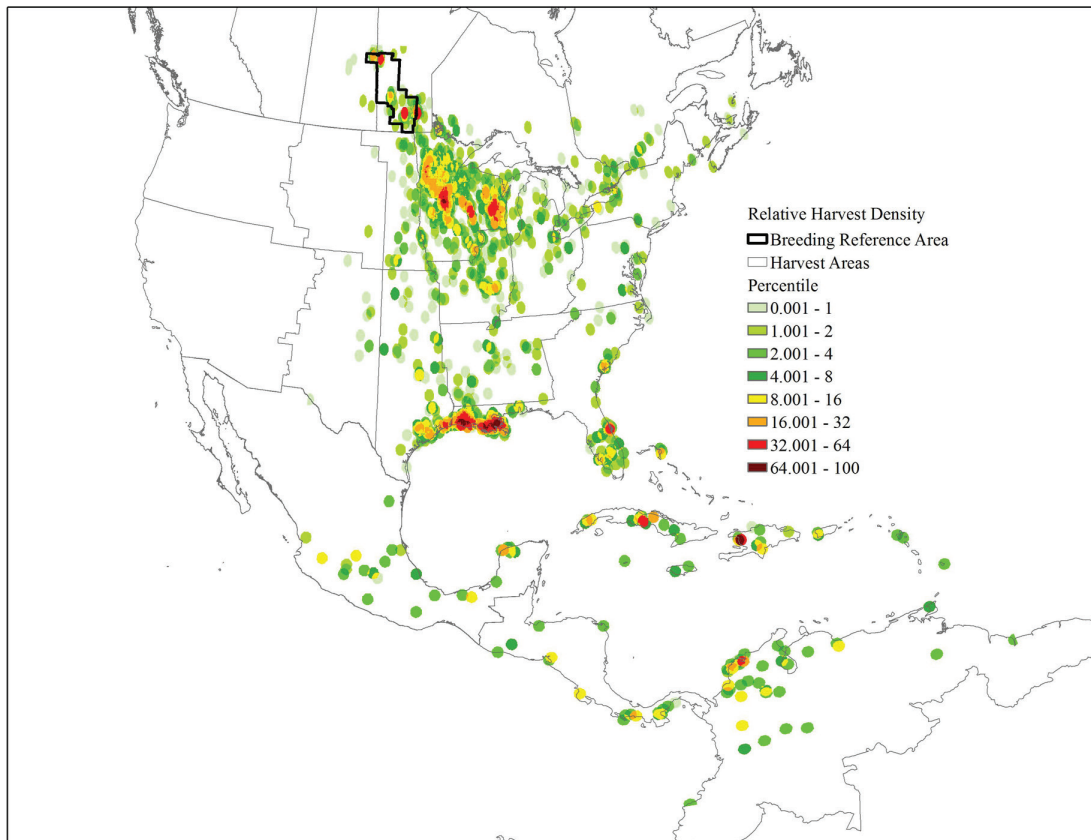 Relative Harvest Density
Breeding Reference Area
Harvest Areas
Percentile
0.001 - 1
1.001 - 2
2.001 - 4
4.001 - 8
8.001 - 16
16.001 - 32
32.001 - 64
64.001 - 100